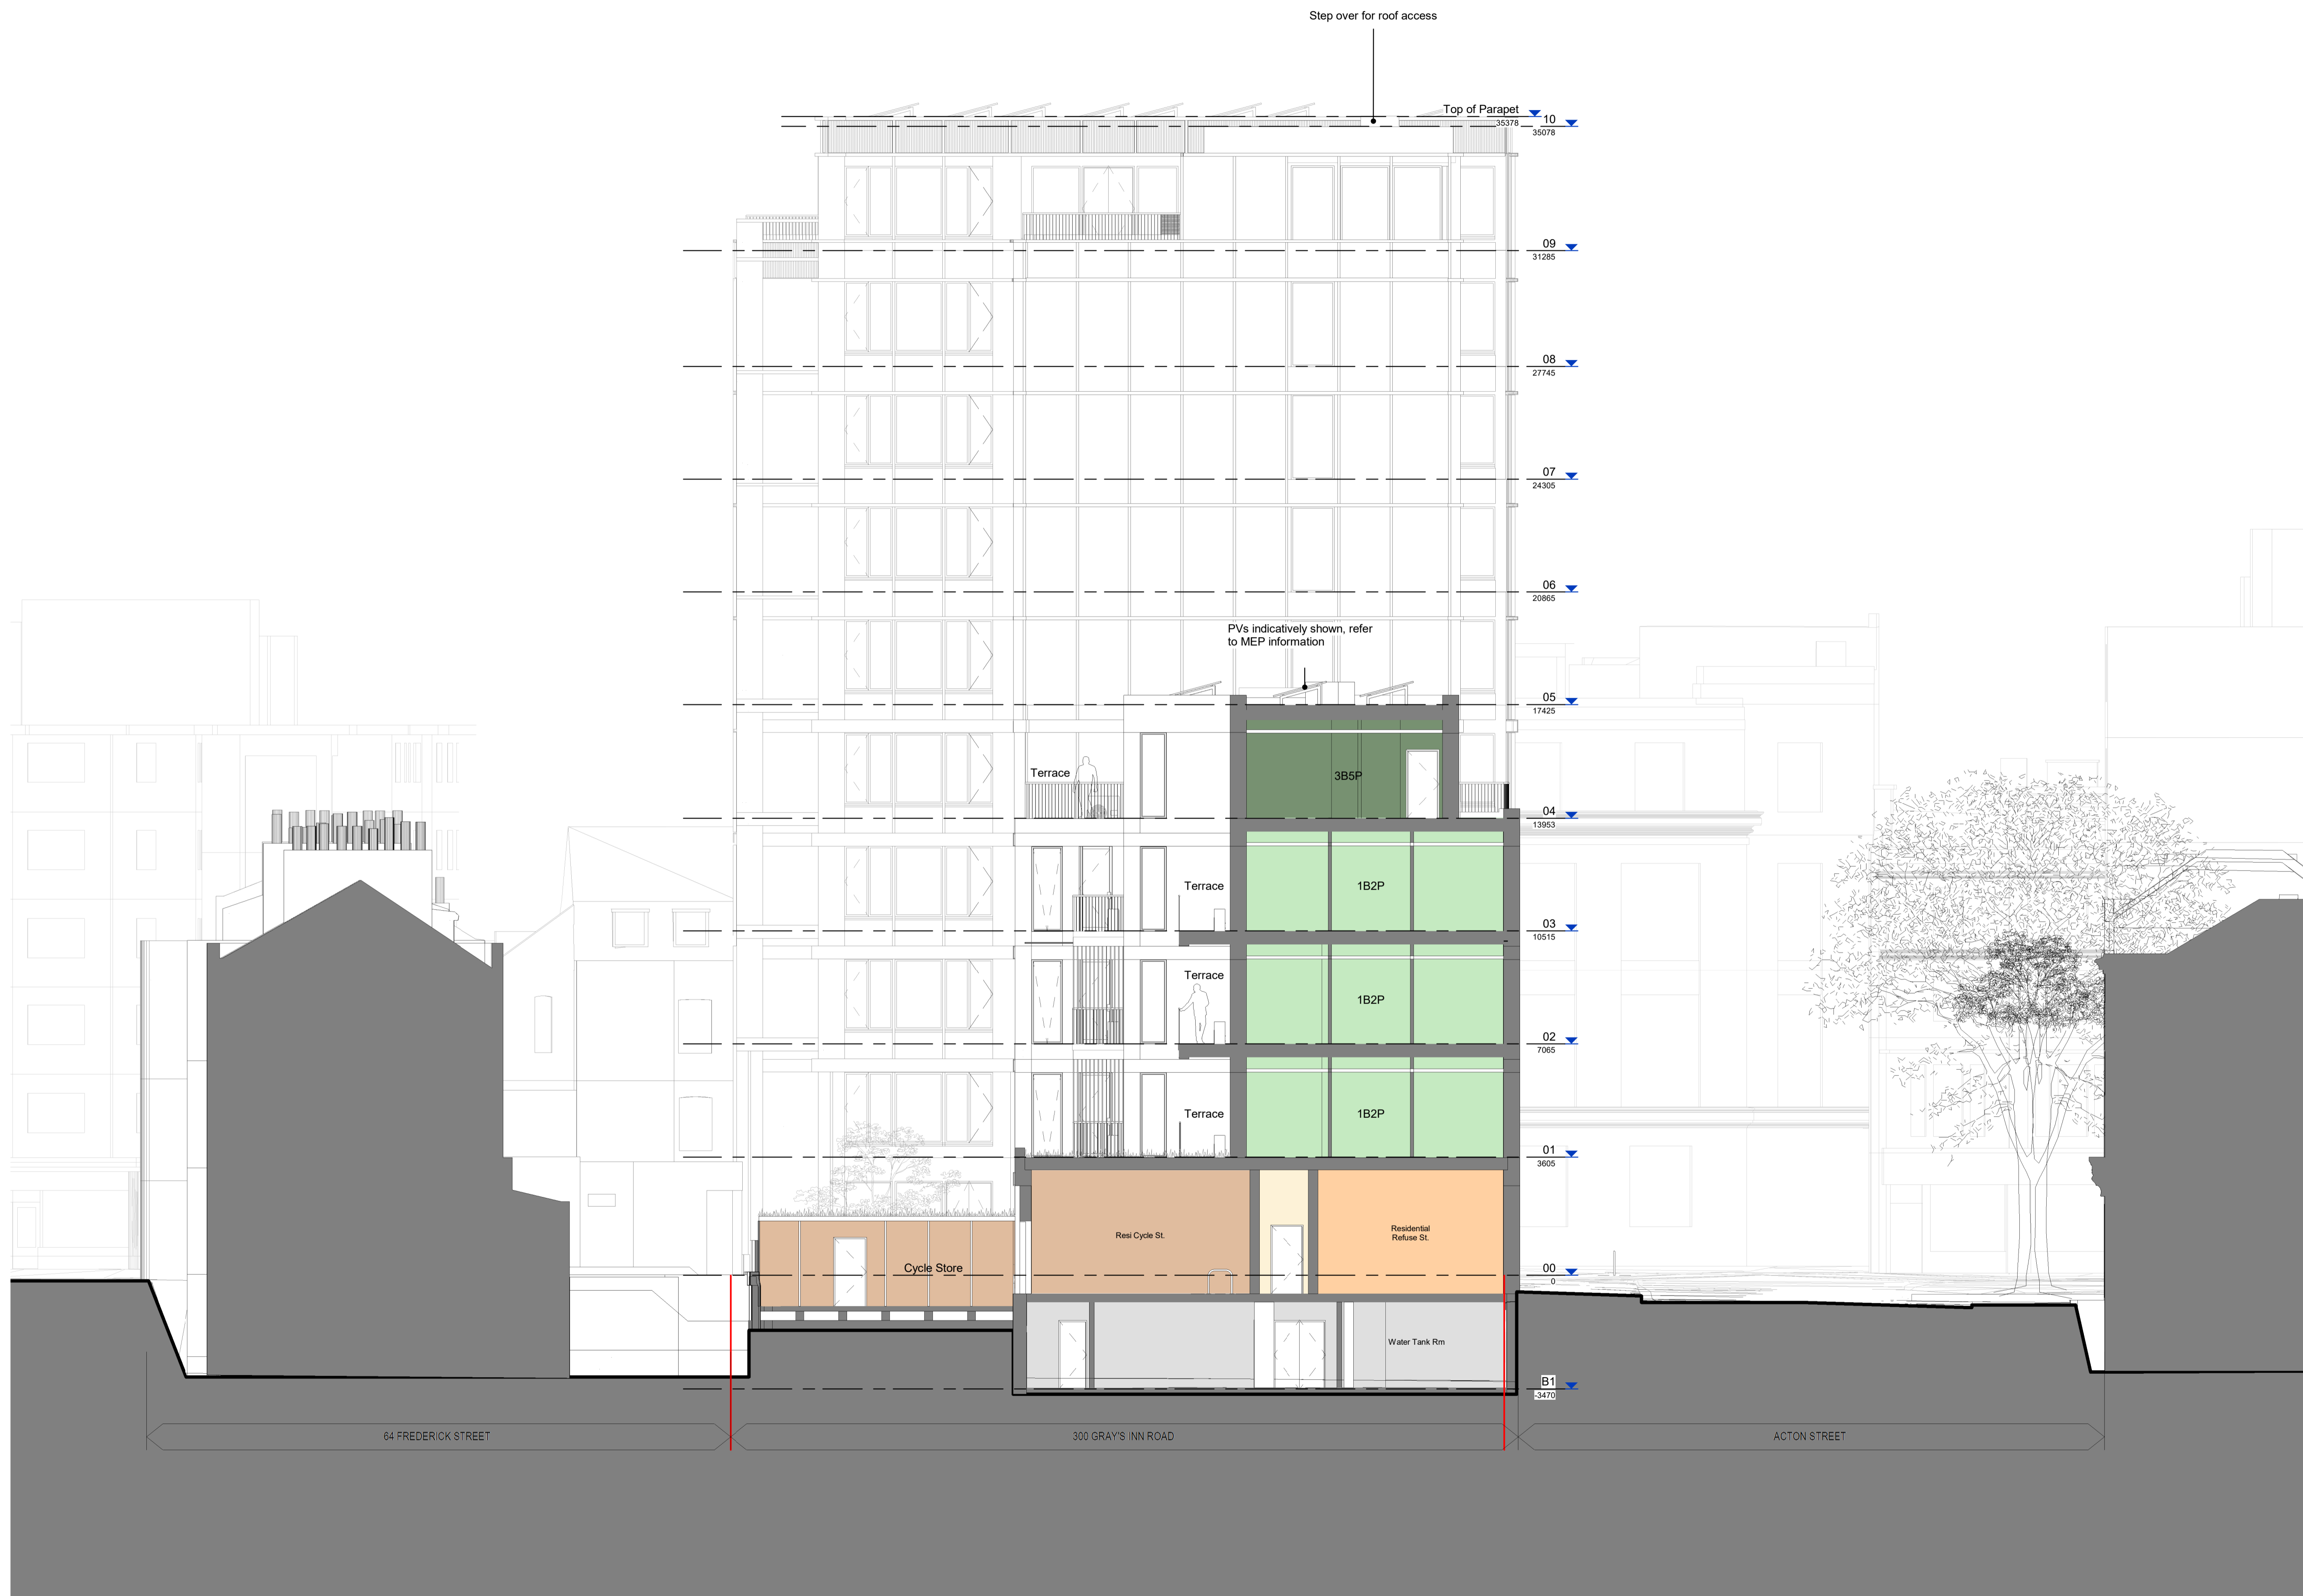 Step over for roof access
Top of Parapet
35378
10
35078
09
31285
08
27745
07
24305
06
20865
PVs indicatively shown, refer
to MEP information
05
17425
Terrace
3B5P
04
13953
Terrace
1B2P
03
10515
Terrace
1B2P
02
7065
Terrace
1B2P
01
3605
Resi Cycle St.
Residential
Refuse St.
Cycle Store
00
0
Water Tank Rm
B1
-3470
64 FREDERICK STREET
300 GRAY'S INN ROAD
ACTON STREET